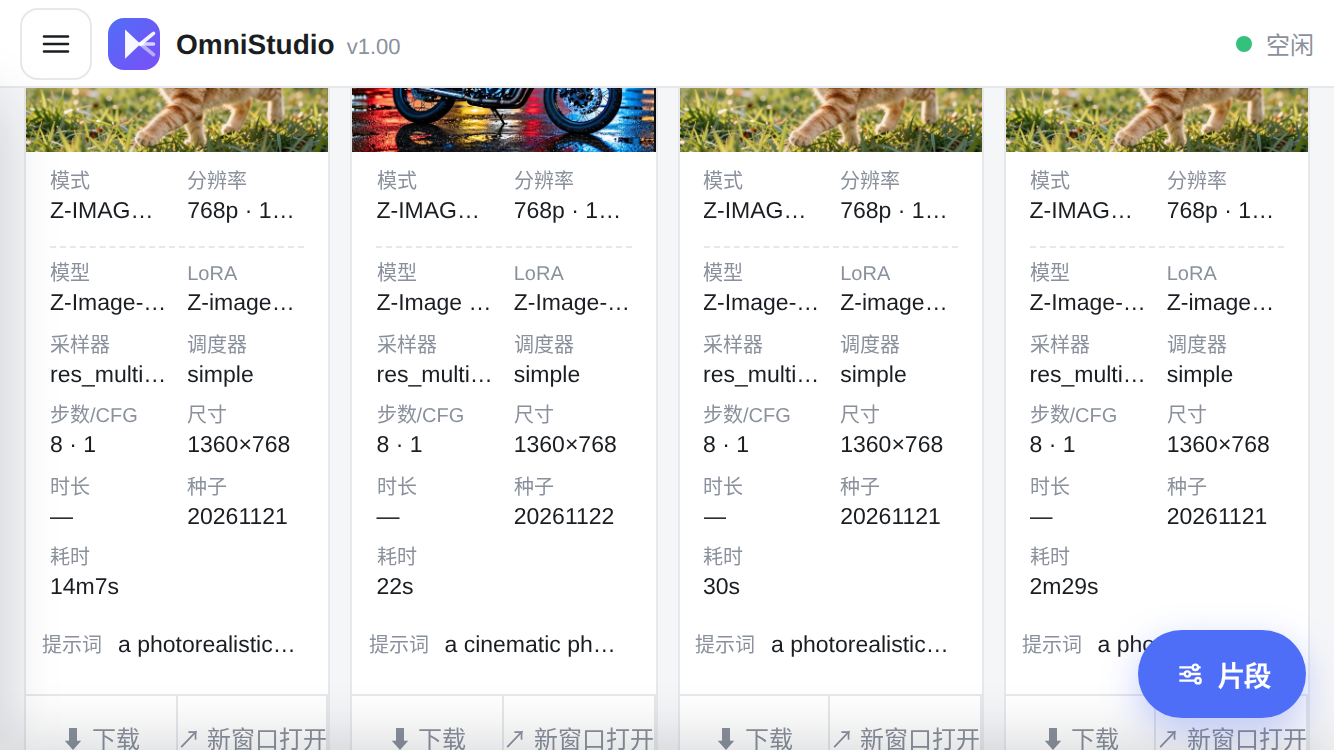 OmniStudio v1.00 空闲
模式 分辨率 模式 分辨率 模式 分辨率 模式 分辨率
Z-IMAG… 768p · 1… Z-IMAG… 768p · 1… Z-IMAG… 768p · 1… Z-IMAG… 768p · 1…
模型 LoRA 模型 LoRA 模型 LoRA 模型 LoRA
Z-Image-… Z-image… Z-Image … Z-Image-… Z-Image-… Z-image… Z-Image-… Z-image…
采样器 调度器 采样器 调度器 采样器 调度器 采样器 调度器
res_multi… simple res_multi… simple res_multi… simple res_multi… simple
步数/CFG 尺寸 步数/CFG 尺寸 步数/CFG 尺寸 步数/CFG 尺寸
8 · 1 1360×768 8 · 1 1360×768 8 · 1 1360×768 8 · 1 1360×768
时长 种子 时长 种子 时长 种子 时长 种子
— 20261121 — 20261122 — 20261121 — 20261121
耗时 耗时 耗时 耗时
14m7s 22s 30s 2m29s
提示词 a photorealistic… 提示词 a cinematic ph… 提示词 a photorealistic… 提示词 a pho
片段
下载 新窗口打开 下载 新窗口打开 下载 新窗口打开 下载 新窗口打开